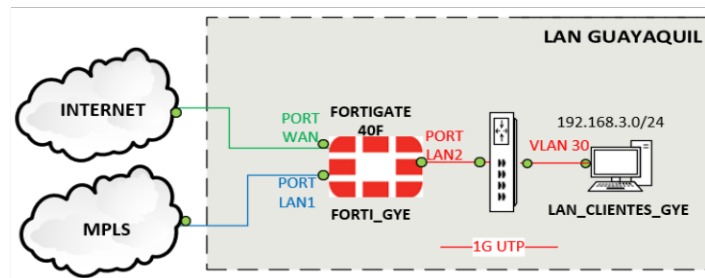 LAN GUAYAQUIL
INTERNET
PORT
WAN
FORTIGATE
40F
PORT
LAN2
192.168.3.0/24
VLAN 30
PORT
LAN1
FORTI_GYE
LAN_CLIENTES_GYE
MPLS
1G UTP